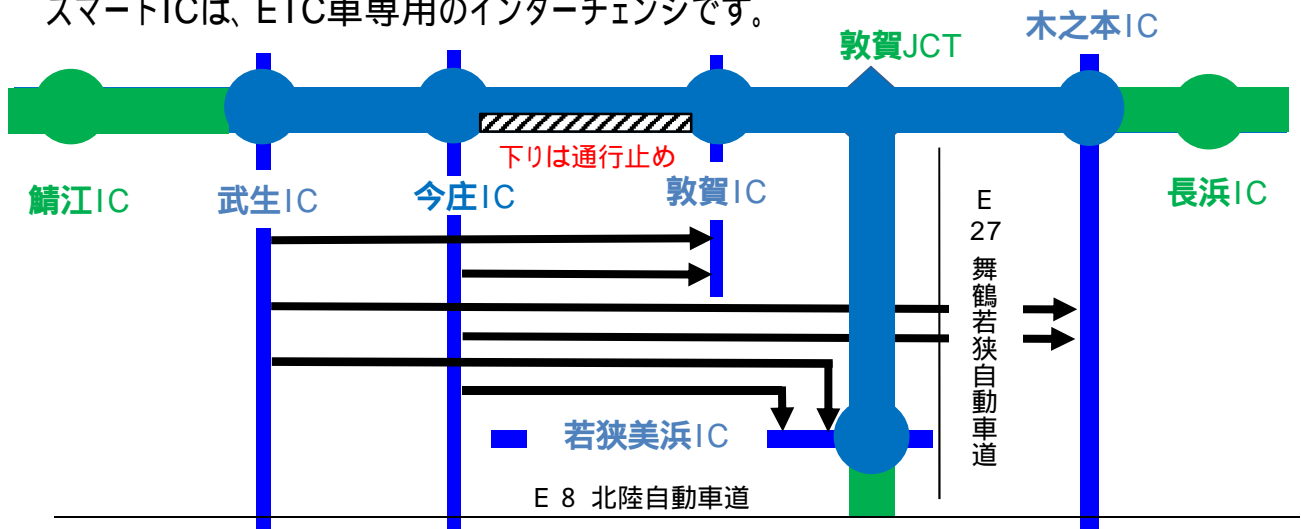 スマートICは、ETC車専用のインターチェンジです。
木之本IC
敦賀JCT
下りは通行止め
鯖江IC
武生IC
今庄IC
敦賀IC
長浜IC
E
27
舞鶴若狭自動車道
若狭美浜IC
E 8 北陸自動車道